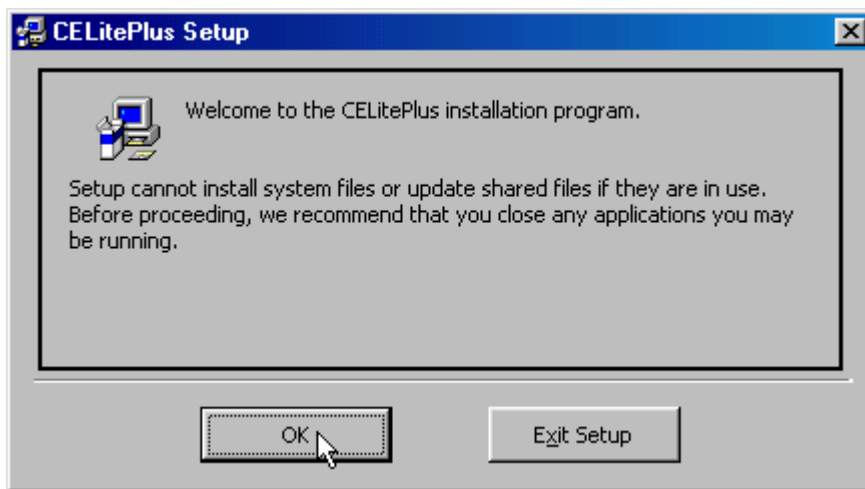 CELitePlus Setup
Welcome to the CELitePlus installation program.
Setup cannot install system files or update shared files if they are in use.
Before proceeding, we recommend that you close any applications you may
be running.
OK
Exit Setup